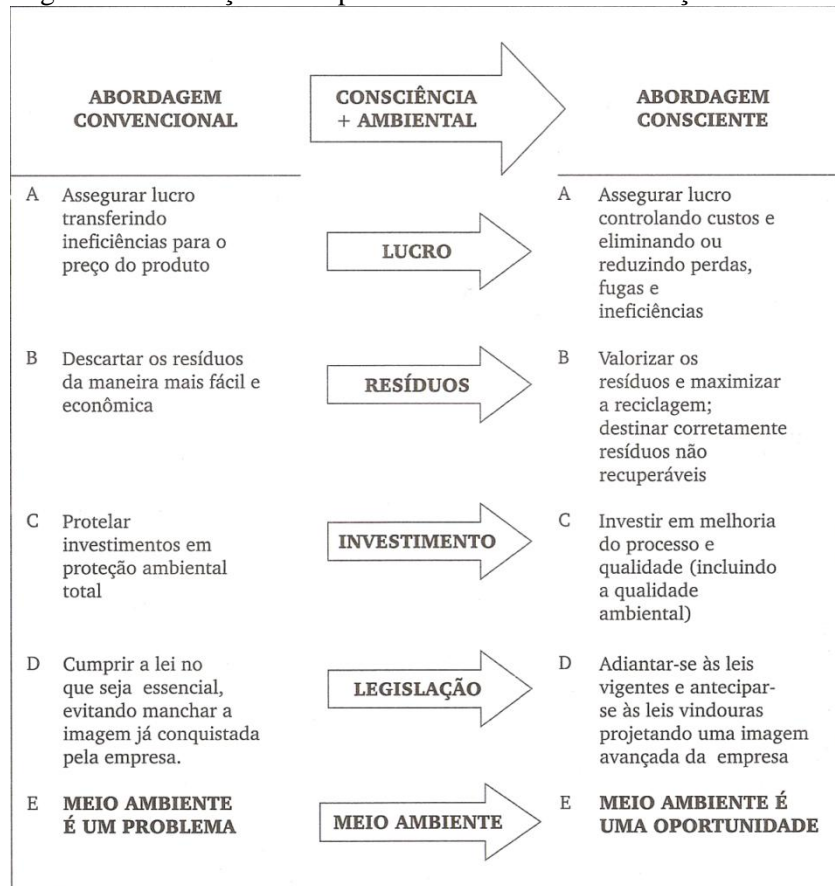 ABORDAGEM
CONVENCIONAL
CONSCIÊNCIA
+ AMBIENTAL
ABORDAGEM
CONSCIENTE
A Assegurar lucro
transferindo
ineficiências para o
preço do produto
LUCRO
A Assegurar lucro
controlando custos e
eliminando ou
reduzindo perdas,
fugas e
ineficiências
B Descartar os resíduos
da maneira mais fácil e
econômica
RESÍDUOS
B Valorizar os
resíduos e maximizar
a reciclagem;
destinar corretamente
resíduos não
recuperáveis
C Protelar
investimentos em
proteção ambiental
total
INVESTIMENTO
C Investir em melhoria
do processo e
qualidade (incluindo
a qualidade
ambiental)
D Cumprir a lei no
que seja essencial,
evitando manchar a
imagem já conquistada
pela empresa.
LEGISLAÇÃO
D Adiantar-se às leis
vigentes e antecipar-
se às leis vindouras
projetando uma imagem
avançada da empresa
E MEIO AMBIENTE
É UM PROBLEMA
MEIO AMBIENTE
E MEIO AMBIENTE É
UMA OPORTUNIDADE